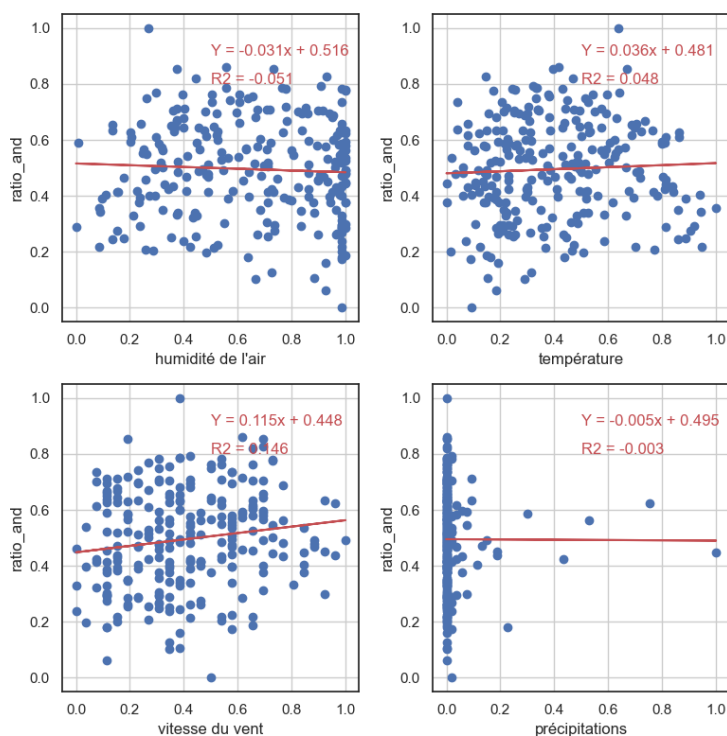 1.0
0.8
0.6
0.4
0.2
0.0
ratio_and
Y = -0.031x + 0.516
R2 = -0.051
0.0 0.2 0.4 0.6 0.8 1.0
humidité de l'air
1.0
0.8
0.6
0.4
0.2
0.0
ratio_and
Y = 0.036x + 0.481
R2 = 0.048
0.0 0.2 0.4 0.6 0.8 1.0
température
1.0
0.8
0.6
0.4
0.2
0.0
ratio_and
Y = 0.115x + 0.448
R2 = 0.146
0.0 0.2 0.4 0.6 0.8 1.0
vitesse du vent
1.0
0.8
0.6
0.4
0.2
0.0
ratio_and
Y = -0.005x + 0.495
R2 = -0.003
0.0 0.2 0.4 0.6 0.8 1.0
précipitations